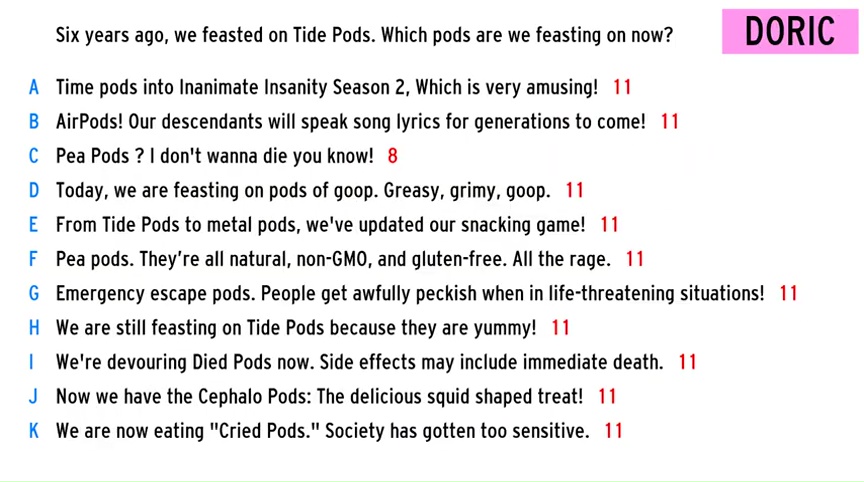 Six years ago, we feasted on Tide Pods. Which pods are we feasting on now?
DORIC
A Time pods into Inanimate Insanity Season 2, Which is very amusing! 11
B AirPods! Our descendants will speak song lyrics for generations to come! 11
C Pea Pods ? I don't wanna die you know! 8
D Today, we are feasting on pods of goop. Greasy, grimy, goop. 11
E From Tide Pods to metal pods, we've updated our snacking game! 11
F Pea pods. They’re all natural, non-GMO, and gluten-free. All the rage. 11
G Emergency escape pods. People get awfully peckish when in life-threatening situations! 11
H We are still feasting on Tide Pods because they are yummy! 11
I We're devouring Died Pods now. Side effects may include immediate death. 11
J Now we have the Cephalo Pods: The delicious squid shaped treat! 11
K We are now eating "Cried Pods." Society has gotten too sensitive. 11